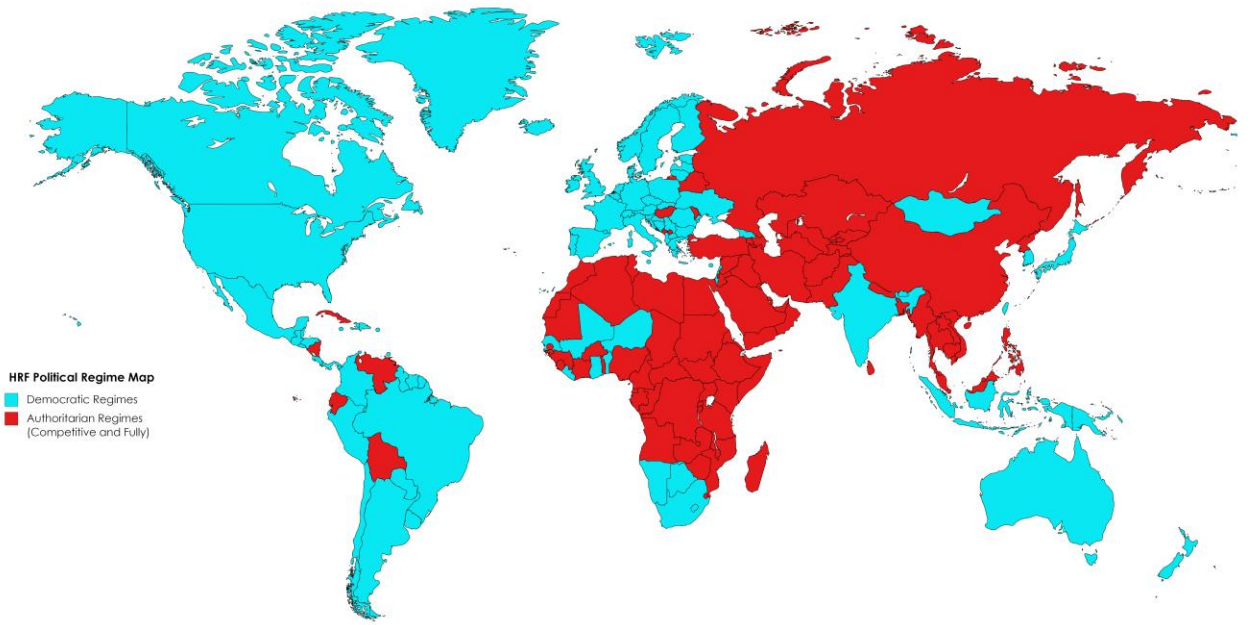 HRF Political Regime Map
Democratic Regimes
Authoritarian Regimes
(Competitive and Fully)